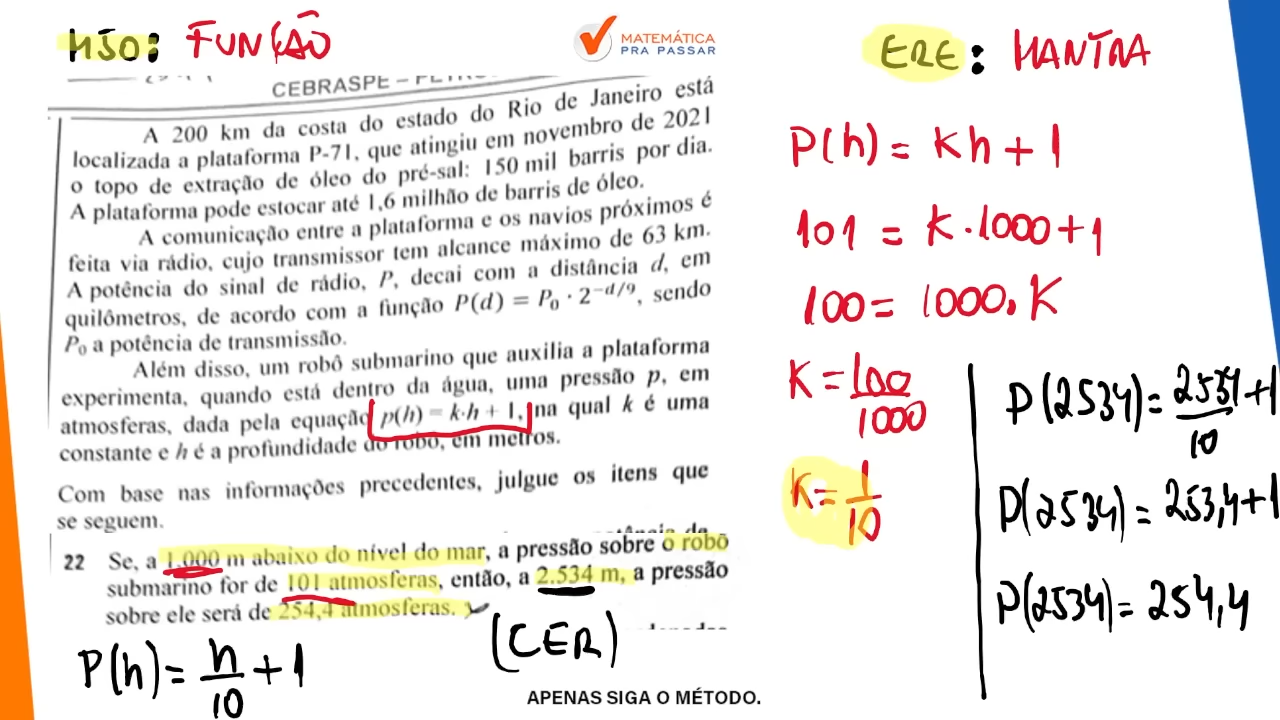 MÉTO: FUNÇÃO
MATEMÁTICA
PRA PASSAR
ERE: MANTRA
CEBRASPE – PETRO
A 200 km da costa do estado do Rio de Janeiro está
localizada a plataforma P-71, que atingiu em novembro de 2021
o topo de extração de óleo do pré-sal: 150 mil barris por dia.
A plataforma pode estocar até 1,6 milhão de barris de óleo.
A comunicação entre a plataforma e os navios próximos é
feita via rádio, cujo transmissor tem alcance máximo de 63 km.
A potência do sinal de rádio, P, decai com a distância d, em
quilômetros, de acordo com a função P(d) = P₀ · 2^(−d/9), sendo
P₀ a potência de transmissão.
Além disso, um robô submarino que auxilia a plataforma
experimenta, quando está dentro da água, uma pressão p, em
atmosferas, dada pela equação p(h) = k·h + 1, na qual k é uma
constante e h é a profundidade do robô, em metros.
Com base nas informações precedentes, julgue os itens que
se seguem.
22 Se, a 1.000 m abaixo do nível do mar, a pressão sobre o robô
submarino for de 101 atmosferas, então, a 2.534 m, a pressão
sobre ele será de 254,4 atmosferas.
(CER)
P(h) = h/10 + 1
P(h) = Kh + 1
101 = K·1000 + 1
100 = 1000·K
K = 100/1000
K = 1/10
P(2534) = 2534/10 + 1
P(2534) = 253,4 + 1
P(2534) = 254,4
APENAS SIGA O MÉTODO.